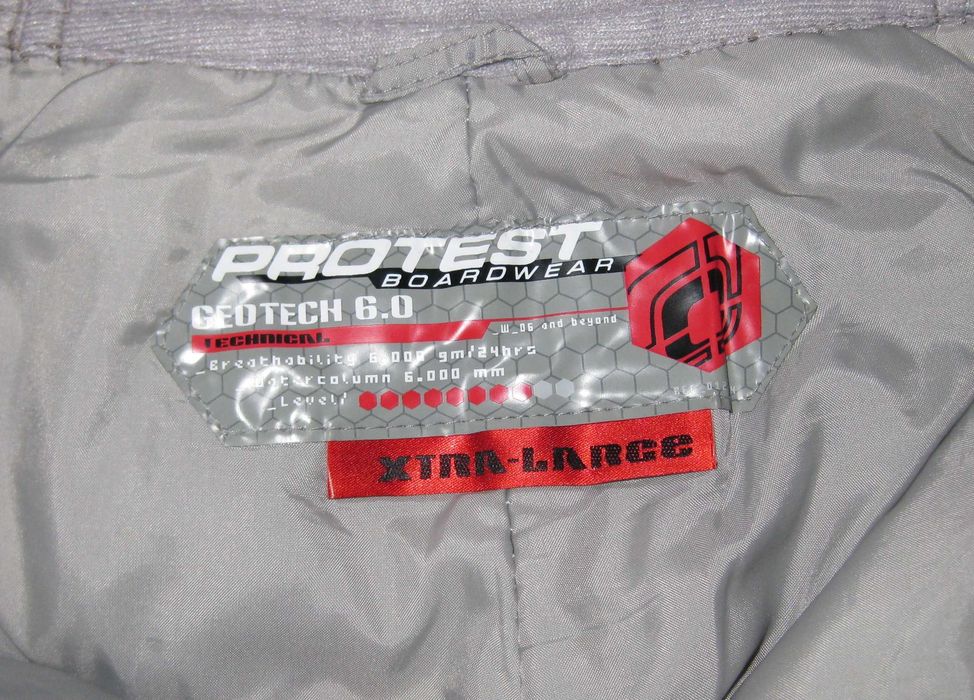 PROTEST
BOARDWEAR
GEOTECH 6.0
TECHNICAL
_W_06 and beyond
_Breathability 6.000 gm/24hrs
_Watercolumn 6.000 mm
_Level/
XTRA-LARGE